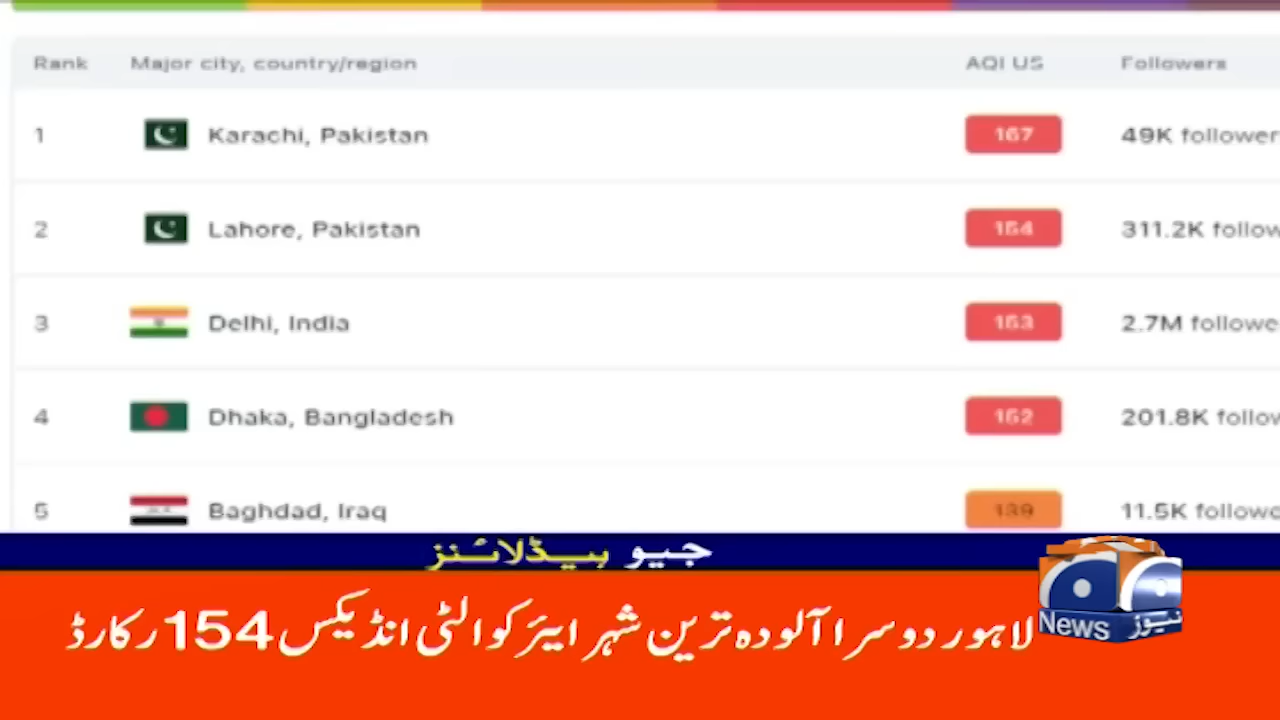 Rank Major city, country/region AQI US Followers
1 Karachi, Pakistan 167 49K follower
2 Lahore, Pakistan 154 311.2K follow
3 Delhi, India 153 2.7M followe
4 Dhaka, Bangladesh 152 201.8K follow
5 Baghdad, Iraq 139 11.5K followe
جیو ہیڈلائنز
لاہور دوسرا آلودہ ترین شہر ایئر کوالٹی انڈیکس 154 رکارڈ
News نیوز